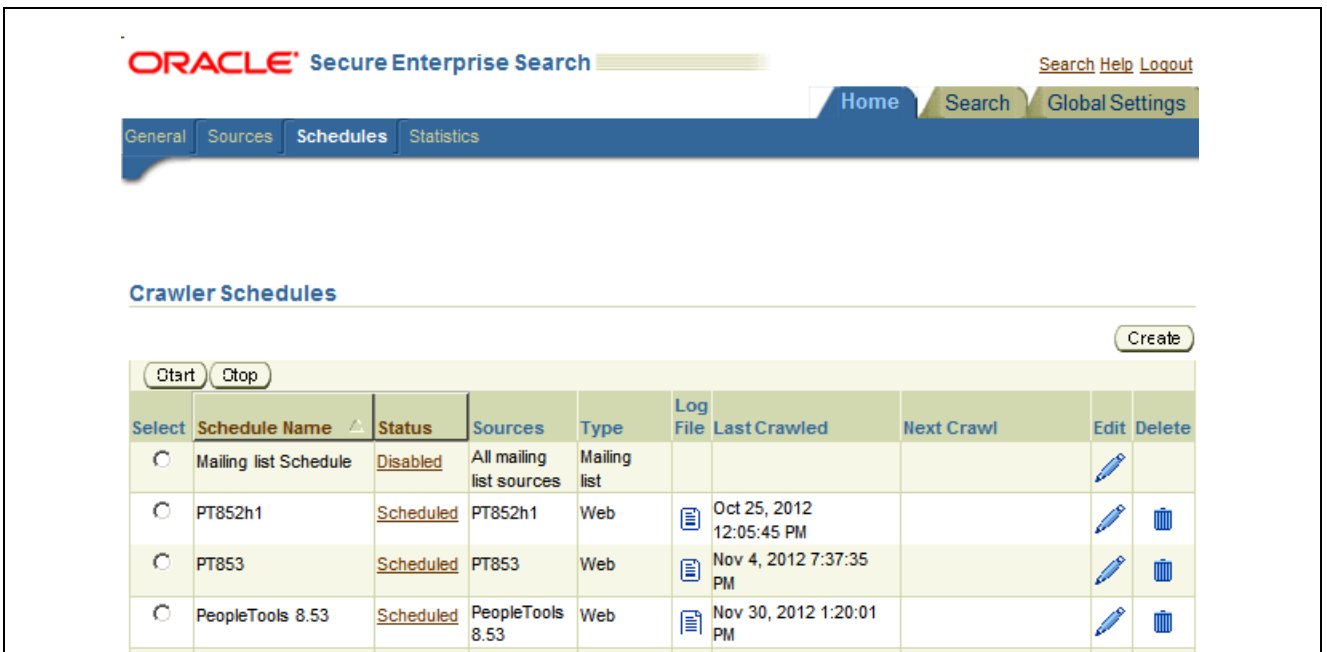 ORACLE Secure Enterprise Search
Search Help Logout
Home Search Global Settings
General Sources Schedules Statistics
Crawler Schedules
Create
Start Stop
Select Schedule Name Status Sources Type Log File Last Crawled Next Crawl Edit Delete
Mailing list Schedule Disabled All mailing list sources Mailing list
PT852h1 Scheduled PT852h1 Web Oct 25, 2012 12:05:45 PM
PT853 Scheduled PT853 Web Nov 4, 2012 7:37:35 PM
PeopleTools 8.53 Scheduled PeopleTools 8.53 Web Nov 30, 2012 1:20:01 PM